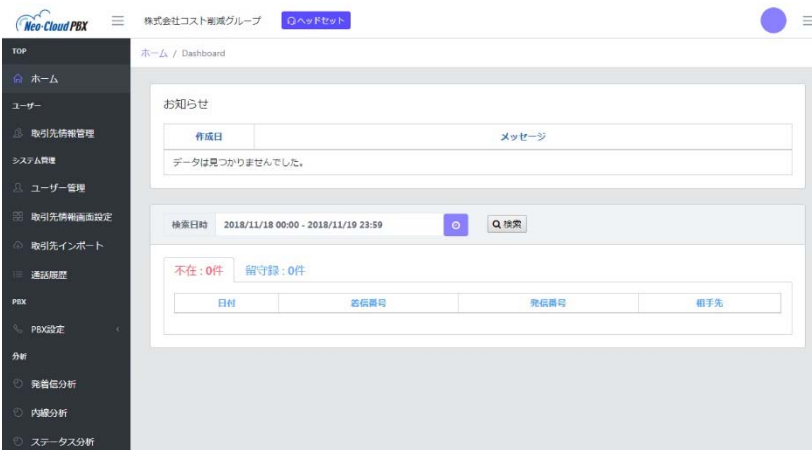 Neo-Cloud PBX
株式会社コスト削減グループ
ヘッドセット
TOP
ホーム / Dashboard
ホーム
ユーザー
取引先情報管理
システム管理
ユーザー管理
取引先情報画面設定
取引先インポート
通話履歴
PBX
PBX設定
分析
発着信分析
内線分析
ステータス分析
お知らせ
作成日 メッセージ
データは見つかりませんでした。
検索日時 2018/11/18 00:00 - 2018/11/19 23:59 検索
不在 : 0件 留守録 : 0件
日付 着信番号 発信番号 相手先